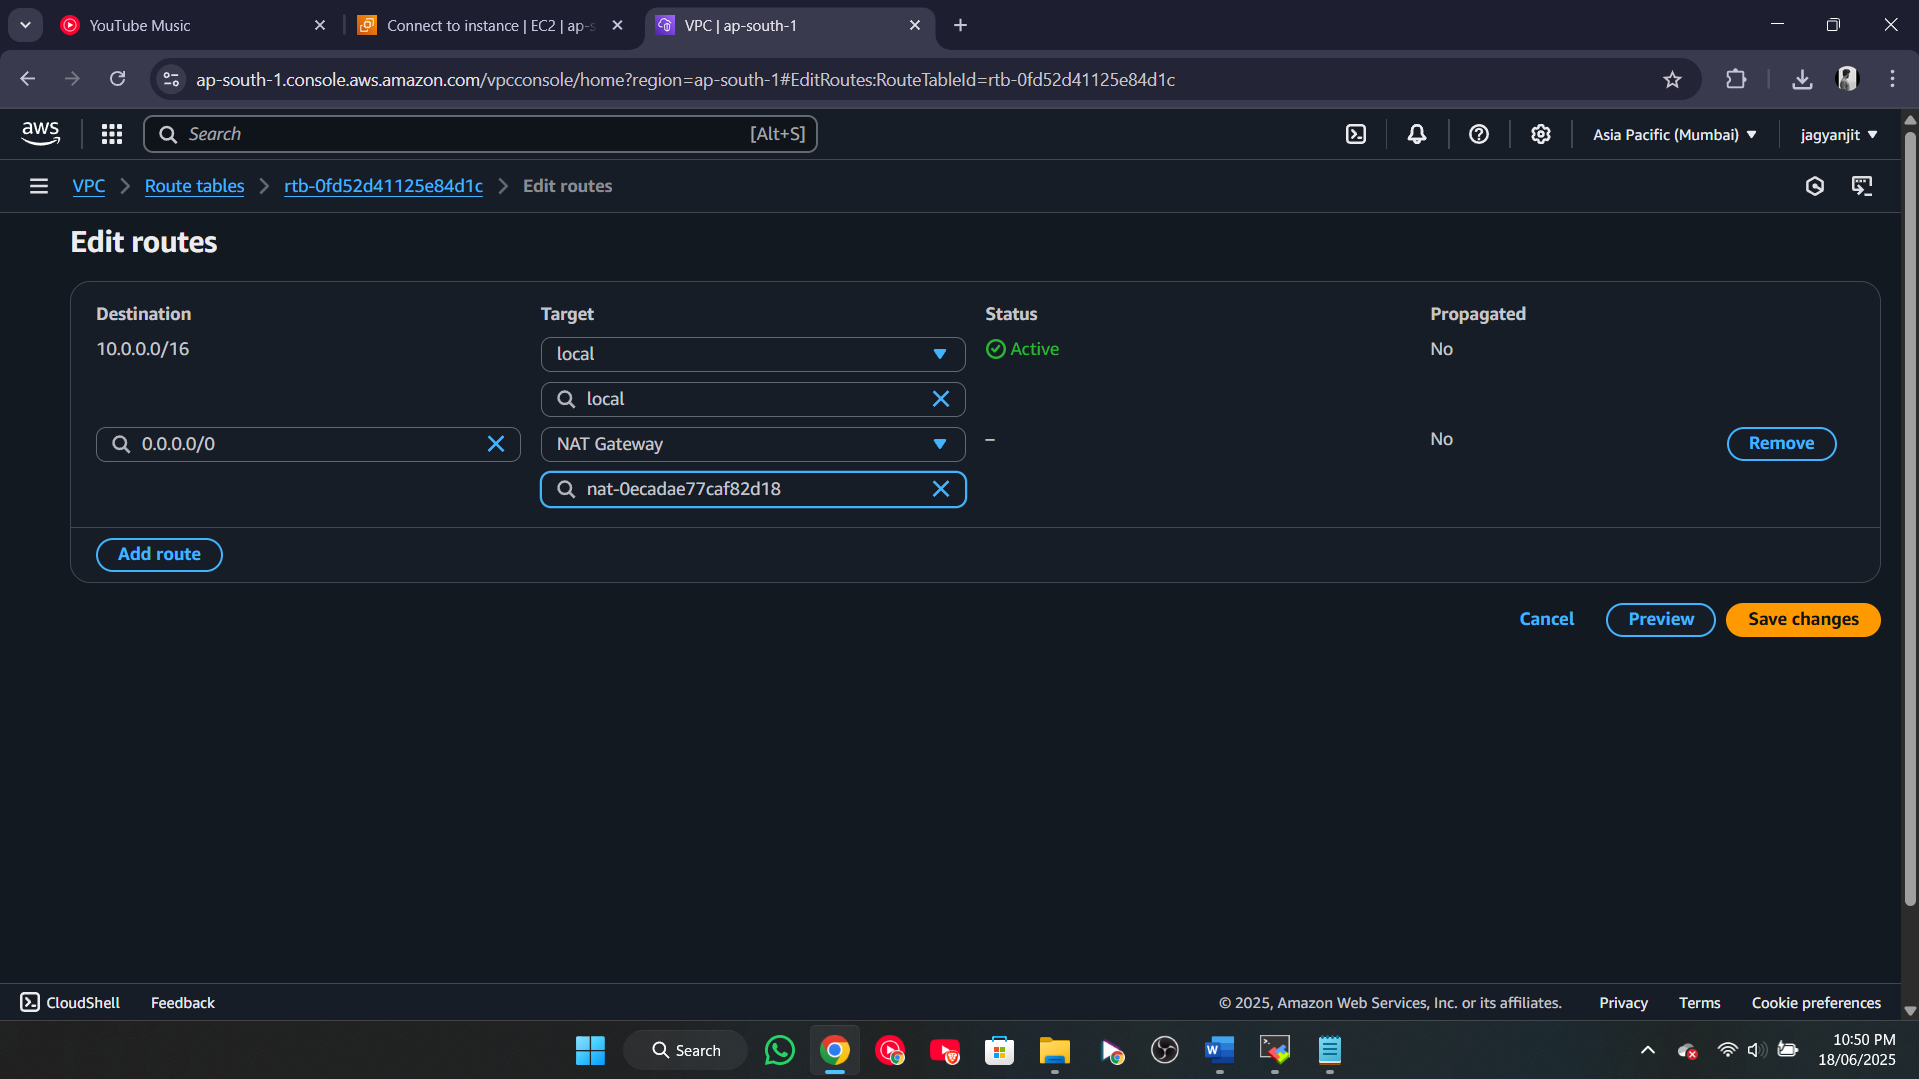 YouTube Music
Connect to instance | EC2 | ap-s
VPC | ap-south-1
ap-south-1.console.aws.amazon.com/vpcconsole/home?region=ap-south-1#EditRoutes:RouteTableId=rtb-0fd52d41125e84d1c
aws
Search
[Alt+S]
Asia Pacific (Mumbai)
jagyanjit
VPC
Route tables
rtb-0fd52d41125e84d1c
Edit routes
Edit routes
Destination
Target
Status
Propagated
10.0.0.0/16
local
Active
No
local
0.0.0.0/0
NAT Gateway
–
No
Remove
nat-0ecadae77caf82d18
Add route
Cancel
Preview
Save changes
CloudShell
Feedback
© 2025, Amazon Web Services, Inc. or its affiliates.
Privacy
Terms
Cookie preferences
Search
10:50 PM
18/06/2025